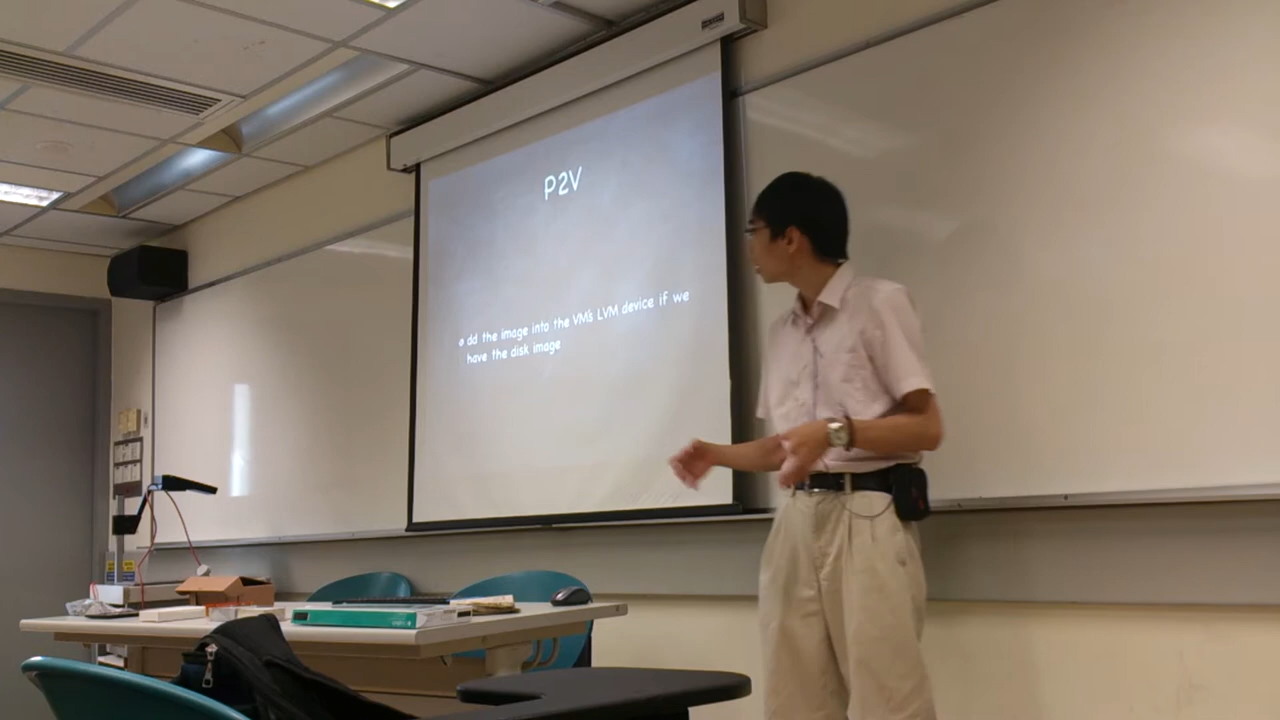 P2V
dd the image into the VM's LVM device if we
have the disk image